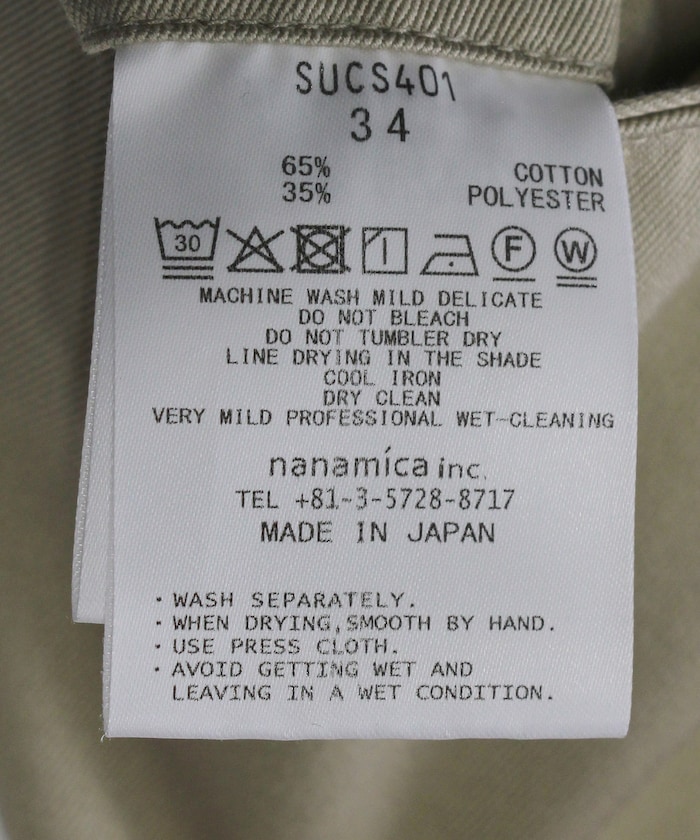 SUCS401
34
65% COTTON
35% POLYESTER
30 F W
MACHINE WASH MILD DELICATE
DO NOT BLEACH
DO NOT TUMBLER DRY
LINE DRYING IN THE SHADE
COOL IRON
DRY CLEAN
VERY MILD PROFESSIONAL WET-CLEANING
nanamica inc.
TEL +81-3-5728-8717
MADE IN JAPAN
・WASH SEPARATELY.
・WHEN DRYING,SMOOTH BY HAND.
・USE PRESS CLOTH.
・AVOID GETTING WET AND
LEAVING IN A WET CONDITION.